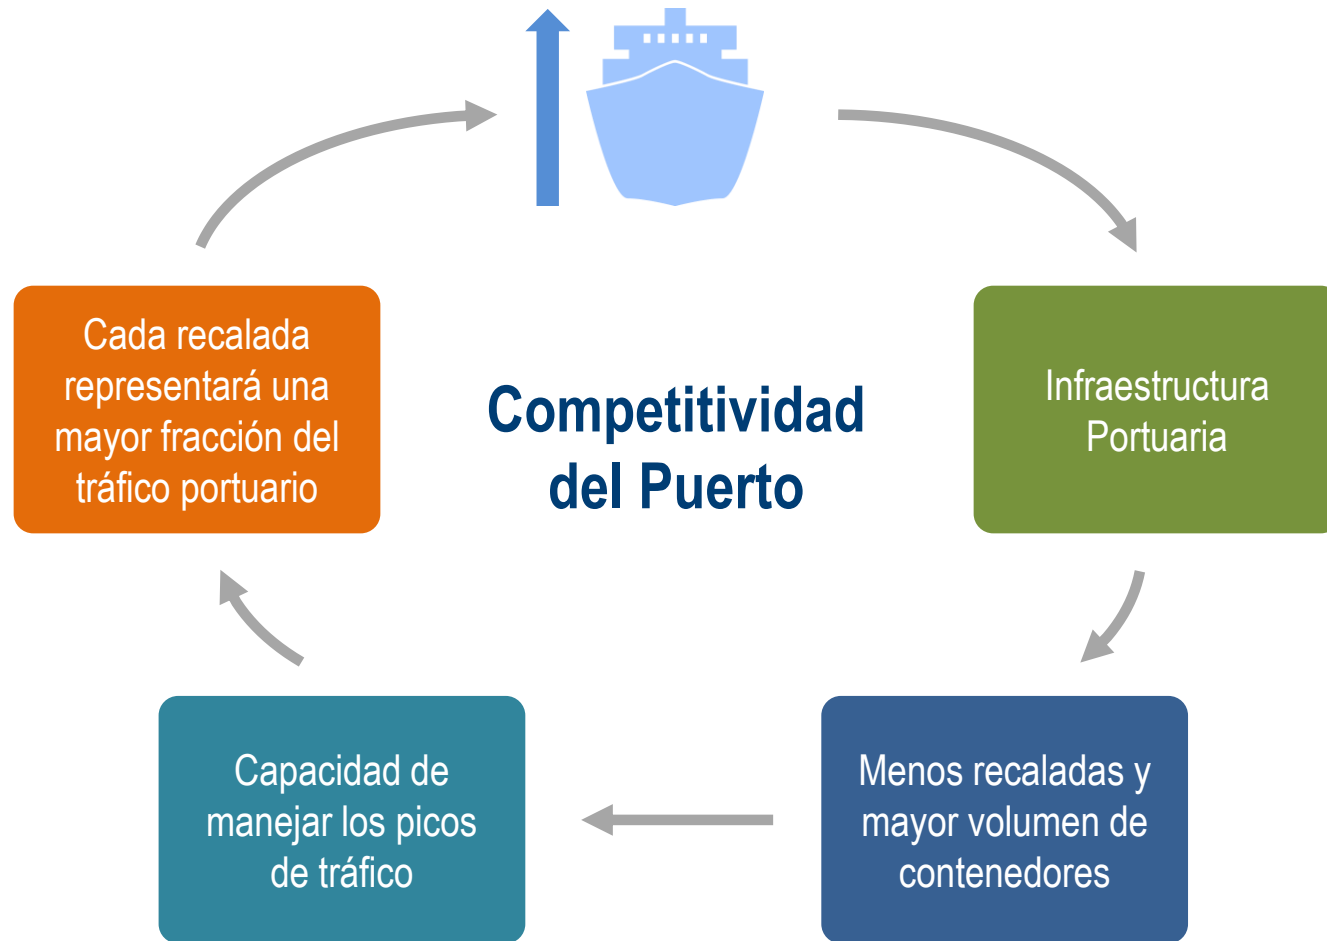 Cada recalada
representará una
mayor fracción del
tráfico portuario
Competitividad
del Puerto
Infraestructura
Portuaria
Capacidad de
manejar los picos
de tráfico
Menos recaladas y
mayor volumen de
contenedores